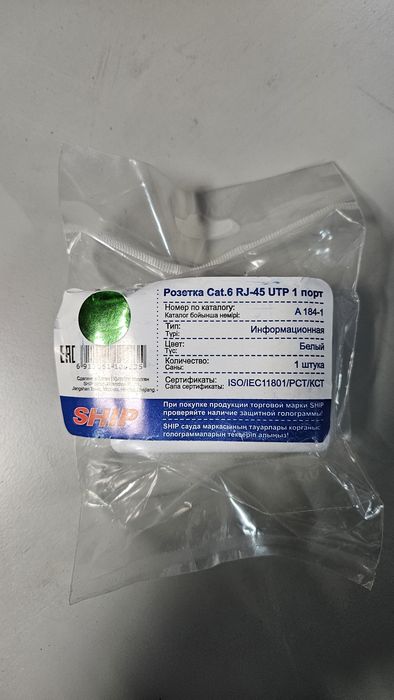 Розетка Cat.6 RJ-45 UTP 1 порт
Номер по каталогу:
Каталог бойынша нөмірі:
A 184-1
Тип:
Түрі:
Информационная
Цвет:
Түс:
Белый
Количество:
Саны:
1 штука
Сертификаты:
Сапа сертификаты:
ISO/IEC11801/РСТ/КСТ
EAC
SHIP
При покупке продукции торговой марки SHIP
проверяйте наличие защитной голограммы!
SHIP сауда маркасының тауарлары қорғаныс
голограммаларын тексеріп алыңыз!